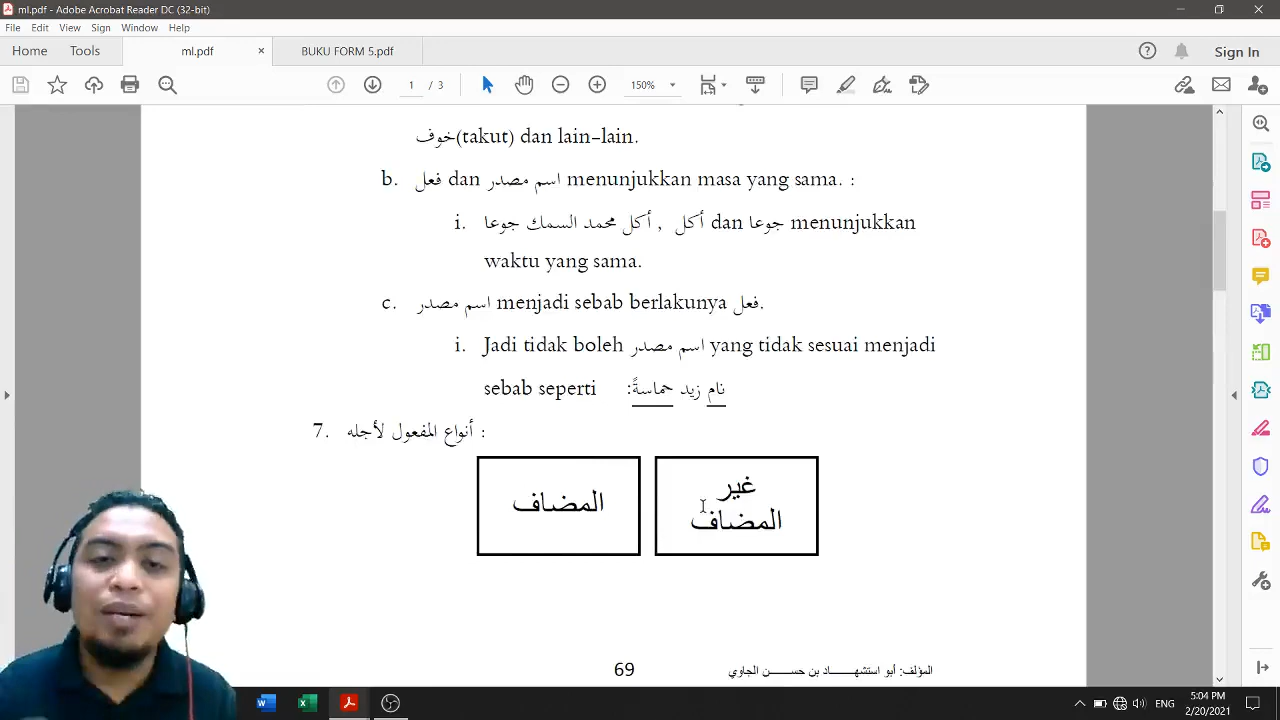 ml.pdf - Adobe Acrobat Reader DC (32-bit)
File Edit View Sign Window Help
Home Tools ml.pdf × BUKU FORM 5.pdf Sign In
1 / 3 150%
خوف(takut) dan lain-lain.
b. فعل dan اسم مصدر menunjukkan masa yang sama. :
i. أكل محمد السمك جوعا , أكل dan جوعا menunjukkan
waktu yang sama.
c. اسم مصدر menjadi sebab berlakunya فعل.
i. Jadi tidak boleh اسم مصدر yang tidak sesuai menjadi
sebab seperti :نام زيد حماسةً
7. أنواع المفعول لأجله :
المضاف
غير
المضاف
69
المؤلف: أبو استشهاد بن حسن الجاوي
ENG
5:04 PM
2/20/2021